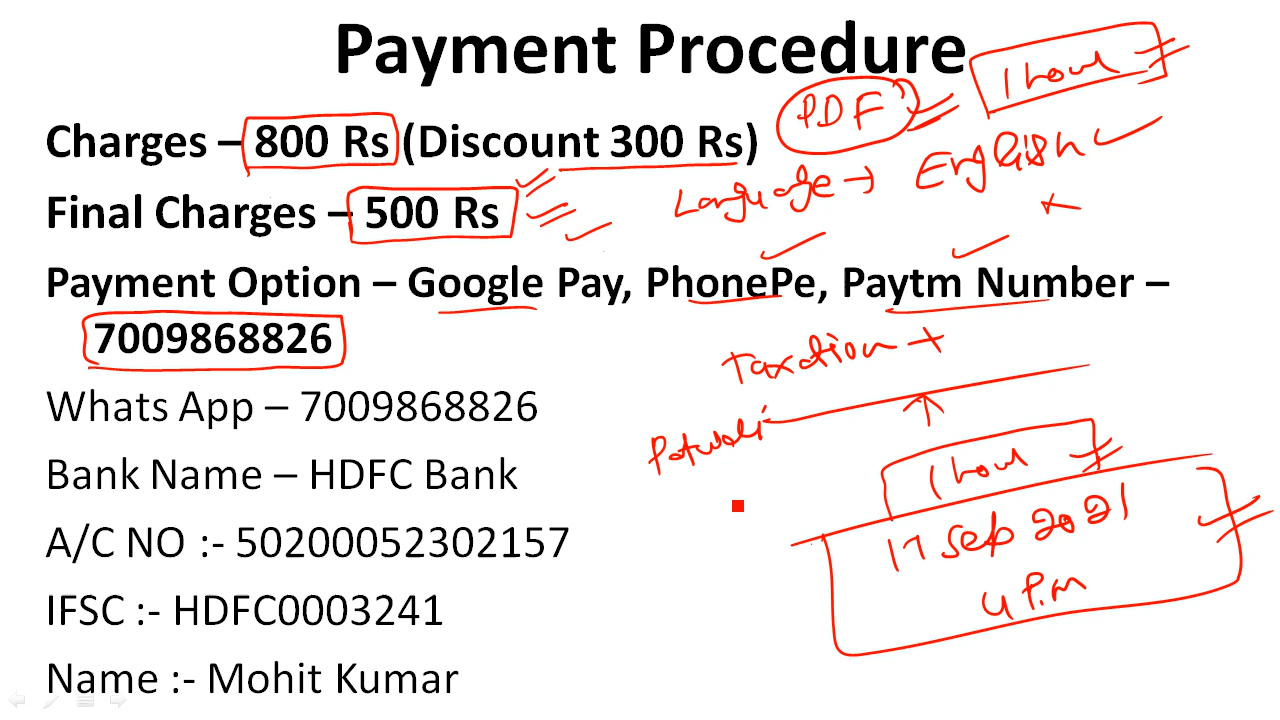 Payment Procedure
PDF
1 hour
Charges – 800 Rs (Discount 300 Rs)
Language → English
Final Charges – 500 Rs
Payment Option – Google Pay, PhonePe, Paytm Number –
7009868826
Taxation
Whats App – 7009868826
1 hour
Bank Name – HDFC Bank
17 Sep 2021
A/C NO :- 50200052302157
4 P.M
IFSC :- HDFC0003241
Name :- Mohit Kumar